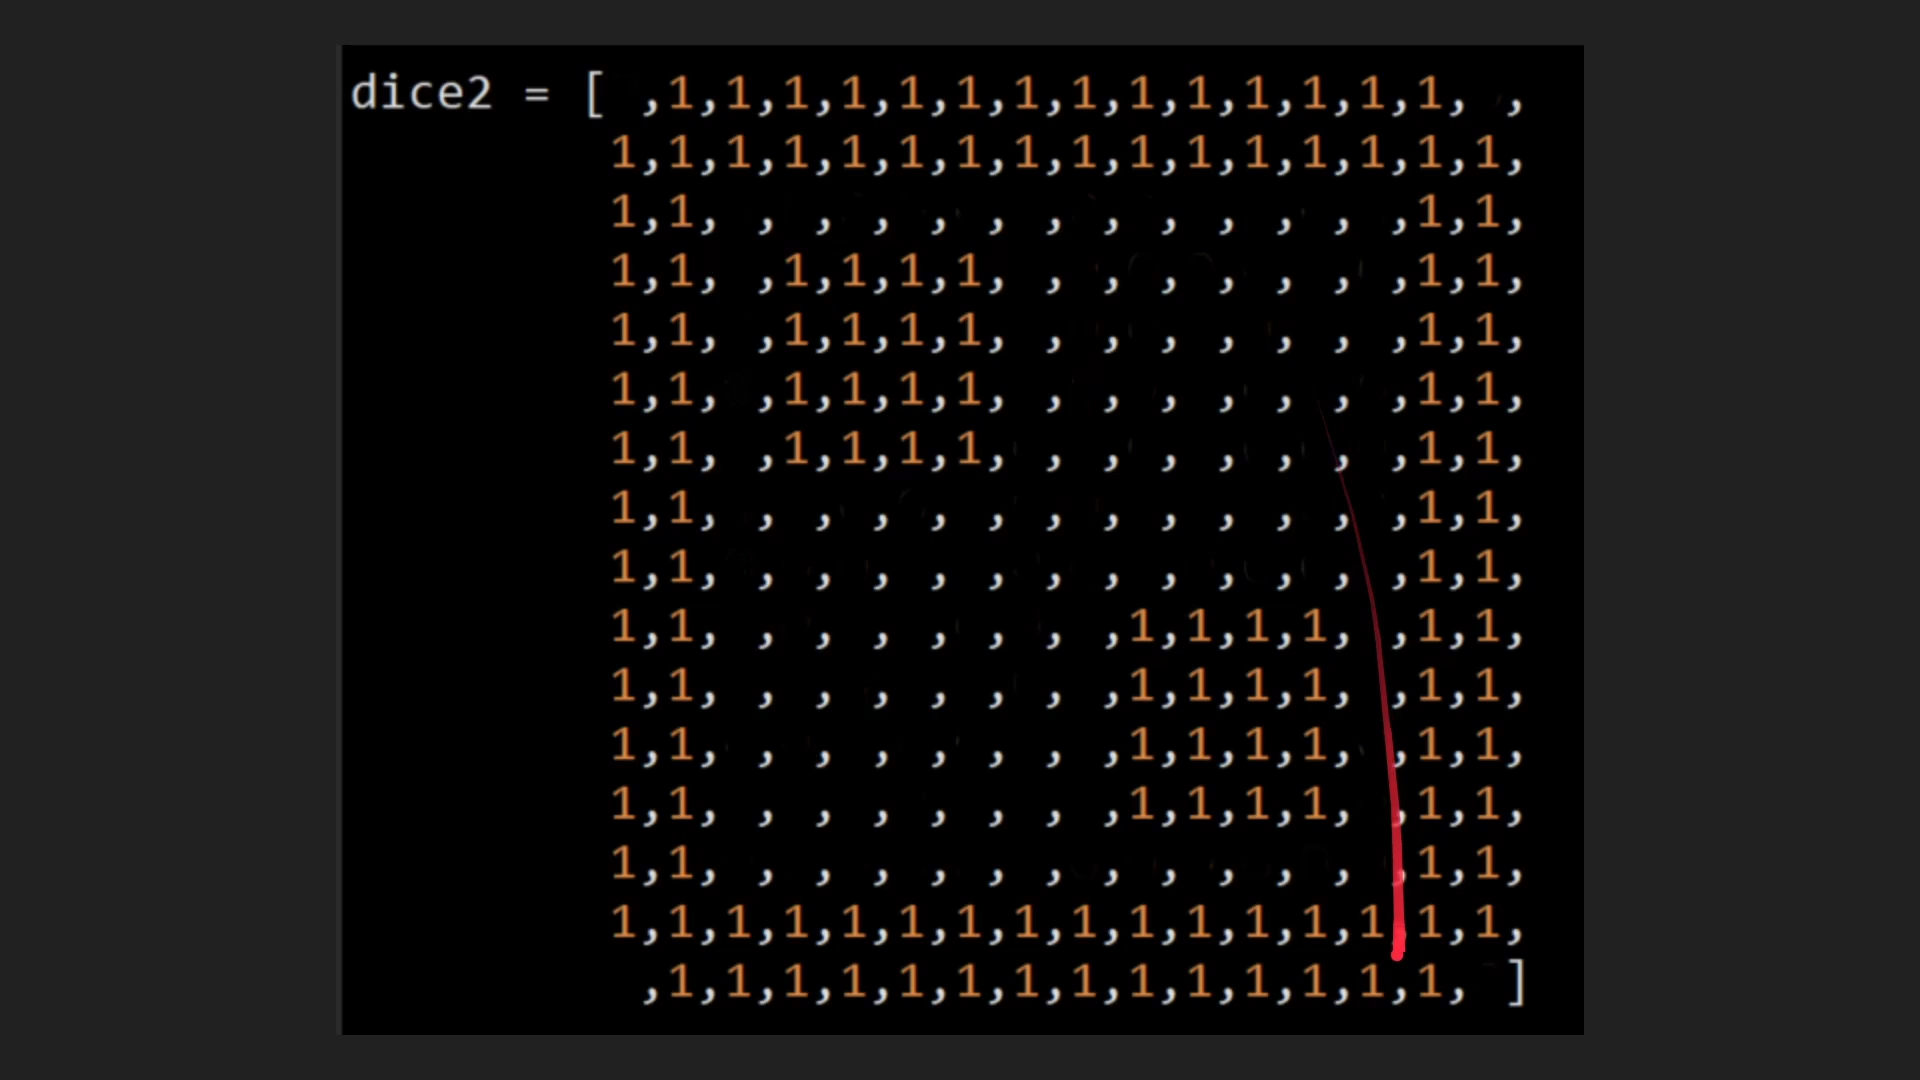 dice2 = [ ,1,1,1,1,1,1,1,1,1,1,1,1,1,1, ,
1,1,1,1,1,1,1,1,1,1,1,1,1,1,1,1,
1,1, , , , , , , , , , , , ,1,1,
1,1, ,1,1,1,1, , , , , , , ,1,1,
1,1, ,1,1,1,1, , , , , , , ,1,1,
1,1, ,1,1,1,1, , , , , , , ,1,1,
1,1, ,1,1,1,1, , , , , , , ,1,1,
1,1, , , , , , , , , , , , ,1,1,
1,1, , , , , , , , , , , , ,1,1,
1,1, , , , , , , ,1,1,1,1, ,1,1,
1,1, , , , , , , ,1,1,1,1, ,1,1,
1,1, , , , , , , ,1,1,1,1, ,1,1,
1,1, , , , , , , ,1,1,1,1, ,1,1,
1,1, , , , , , , , , , , , ,1,1,
1,1,1,1,1,1,1,1,1,1,1,1,1,1,1,1,
 ,1,1,1,1,1,1,1,1,1,1,1,1,1,1, ]